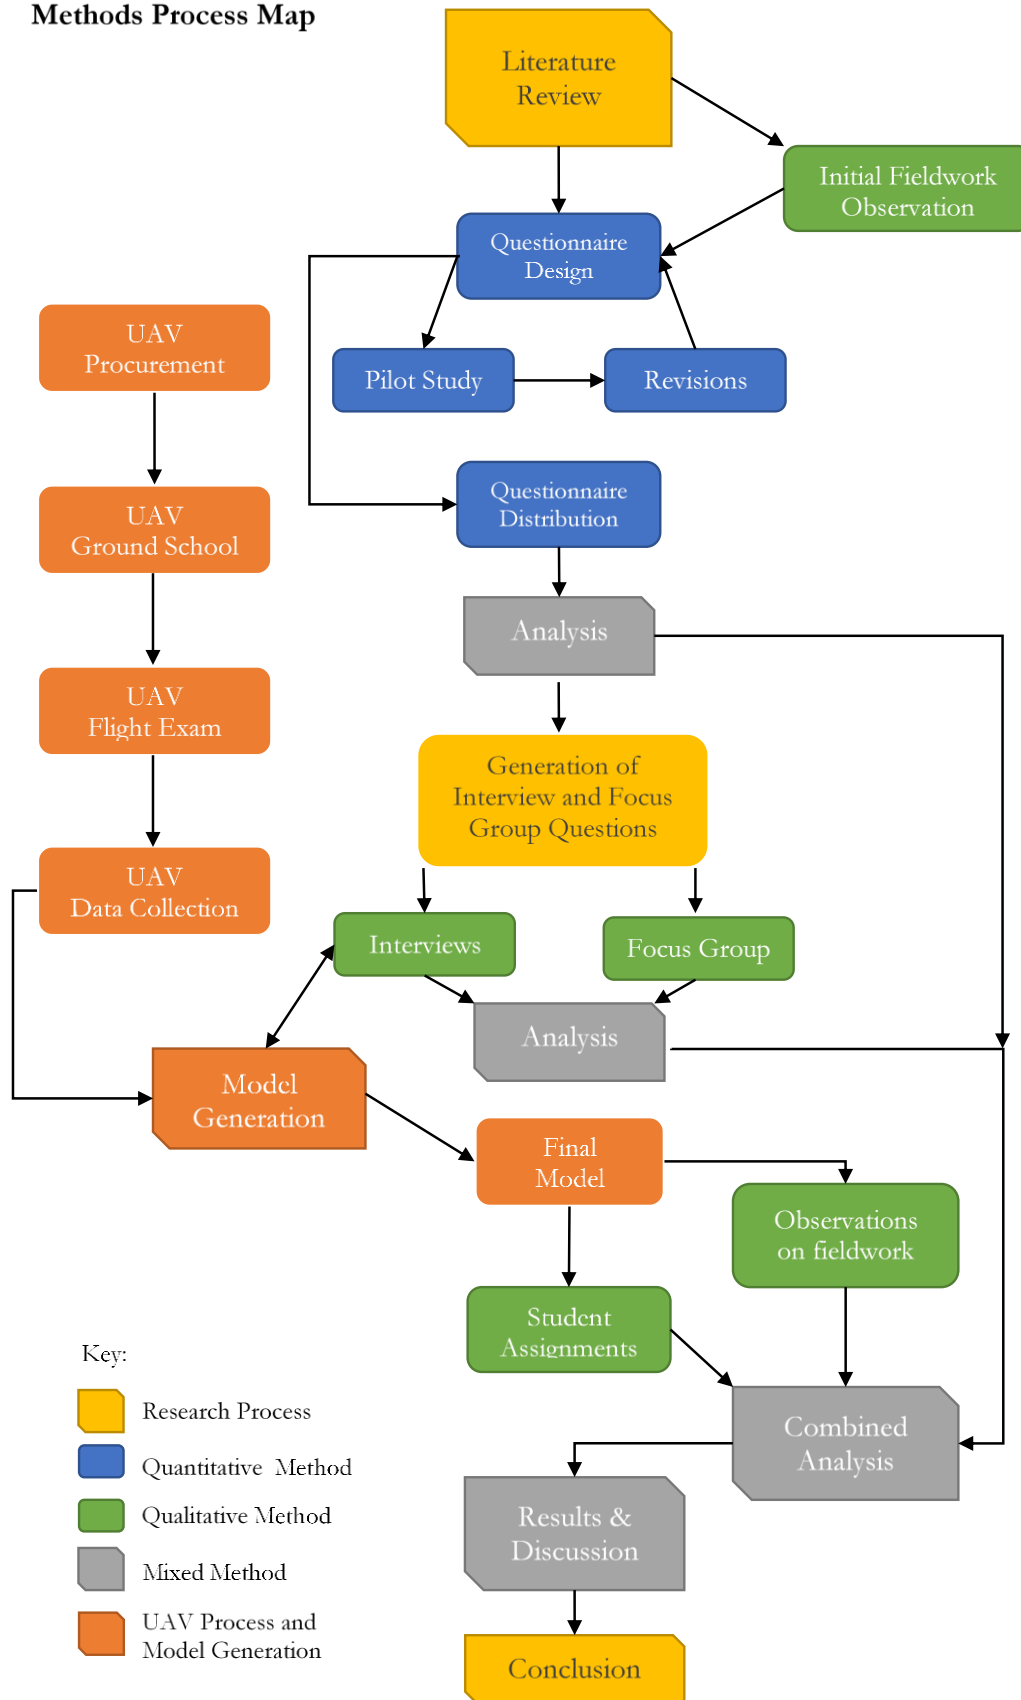 Methods Process Map
Literature
Review
Initial Fieldwork
Observation
Questionnaire
Design
UAV
Procurement
Pilot Study
Revisions
Questionnaire
Distribution
UAV
Ground School
Analysis
UAV
Flight Exam
Generation of
Interview and Focus
Group Questions
UAV
Data Collection
Interviews
Focus Group
Analysis
Model
Generation
Final
Model
Observations
on fieldwork
Student
Assignments
Combined
Analysis
Results &
Discussion
Conclusion
Key:
Research Process
Quantitative Method
Qualitative Method
Mixed Method
UAV Process and
Model Generation